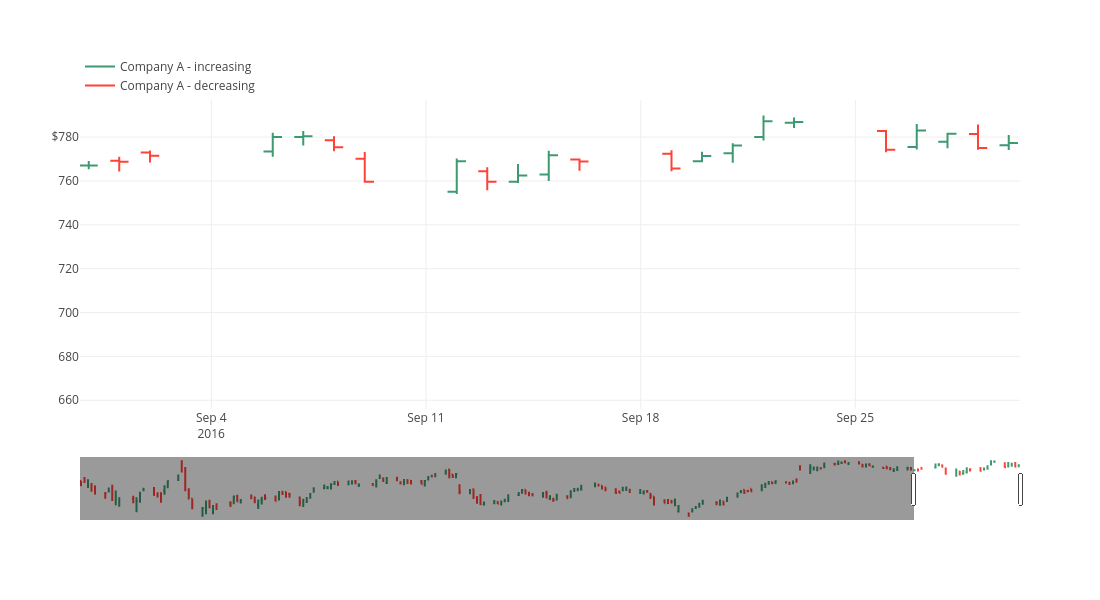 Company A - increasing
Company A - decreasing
$780
760
740
720
700
680
660
Sep 4
2016
Sep 11
Sep 18
Sep 25